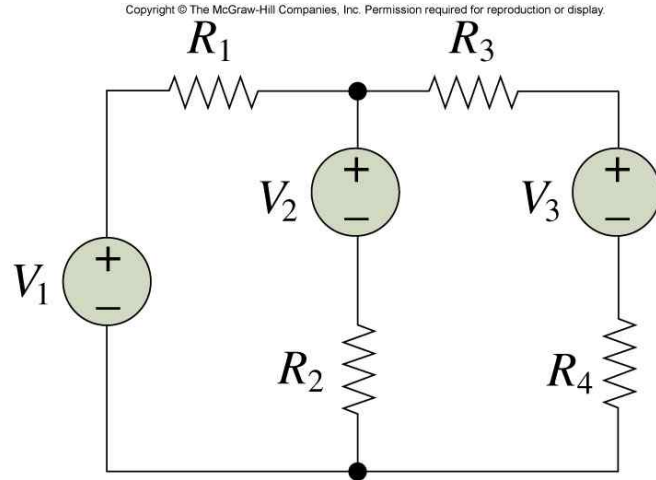 Copyright © The McGraw-Hill Companies, Inc. Permission required for reproduction or display.
R1 R3
+ + 
V2 V3
− −
+
V1
−
R2 R4